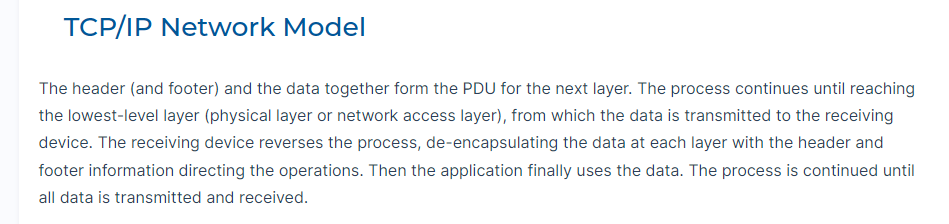 TCP/IP Network Model
The header (and footer) and the data together form the PDU for the next layer. The process continues until reaching
the lowest-level layer (physical layer or network access layer), from which the data is transmitted to the receiving
device. The receiving device reverses the process, de-encapsulating the data at each layer with the header and
footer information directing the operations. Then the application finally uses the data. The process is continued until
all data is transmitted and received.